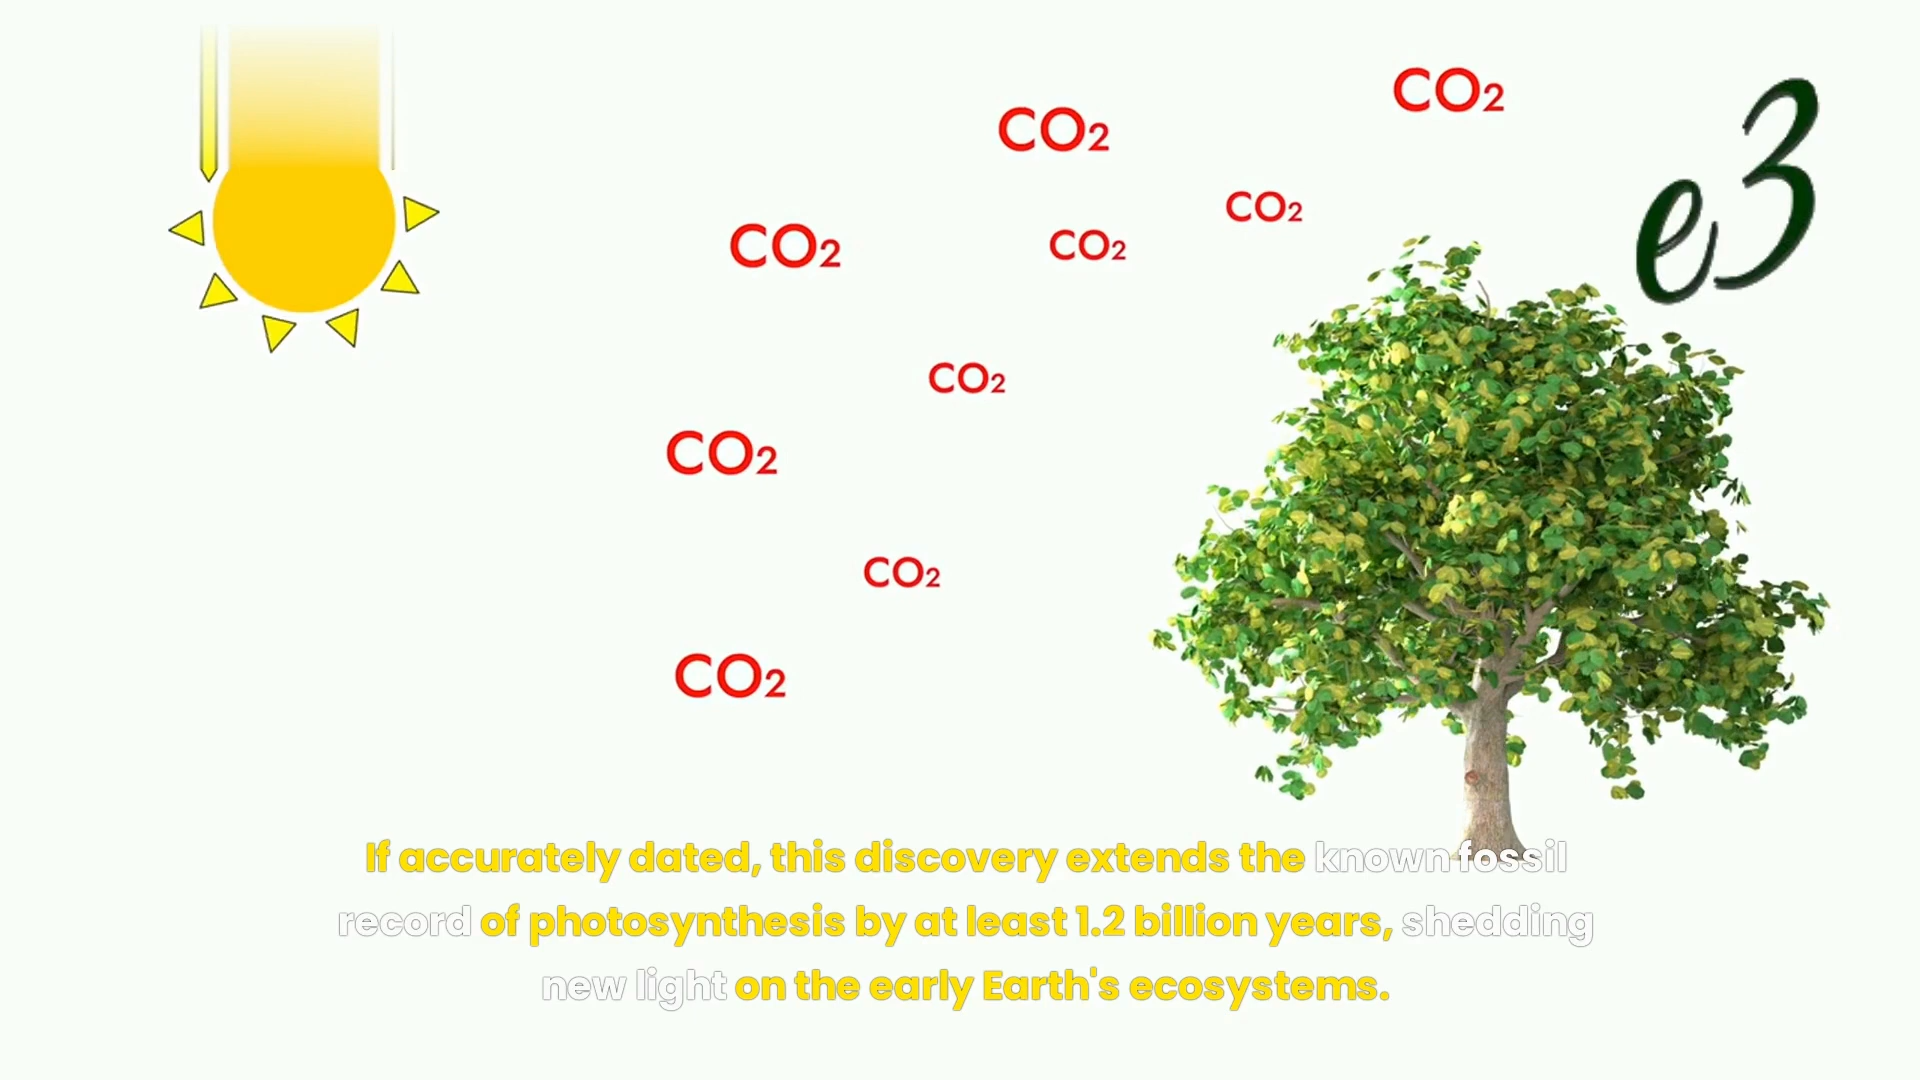 CO2
CO2
e3
CO2
CO2
CO2
CO2
CO2
CO2
CO2
If accurately dated, this discovery extends the known fossil
record of photosynthesis by at least 1.2 billion years, shedding
new light on the early Earth's ecosystems.